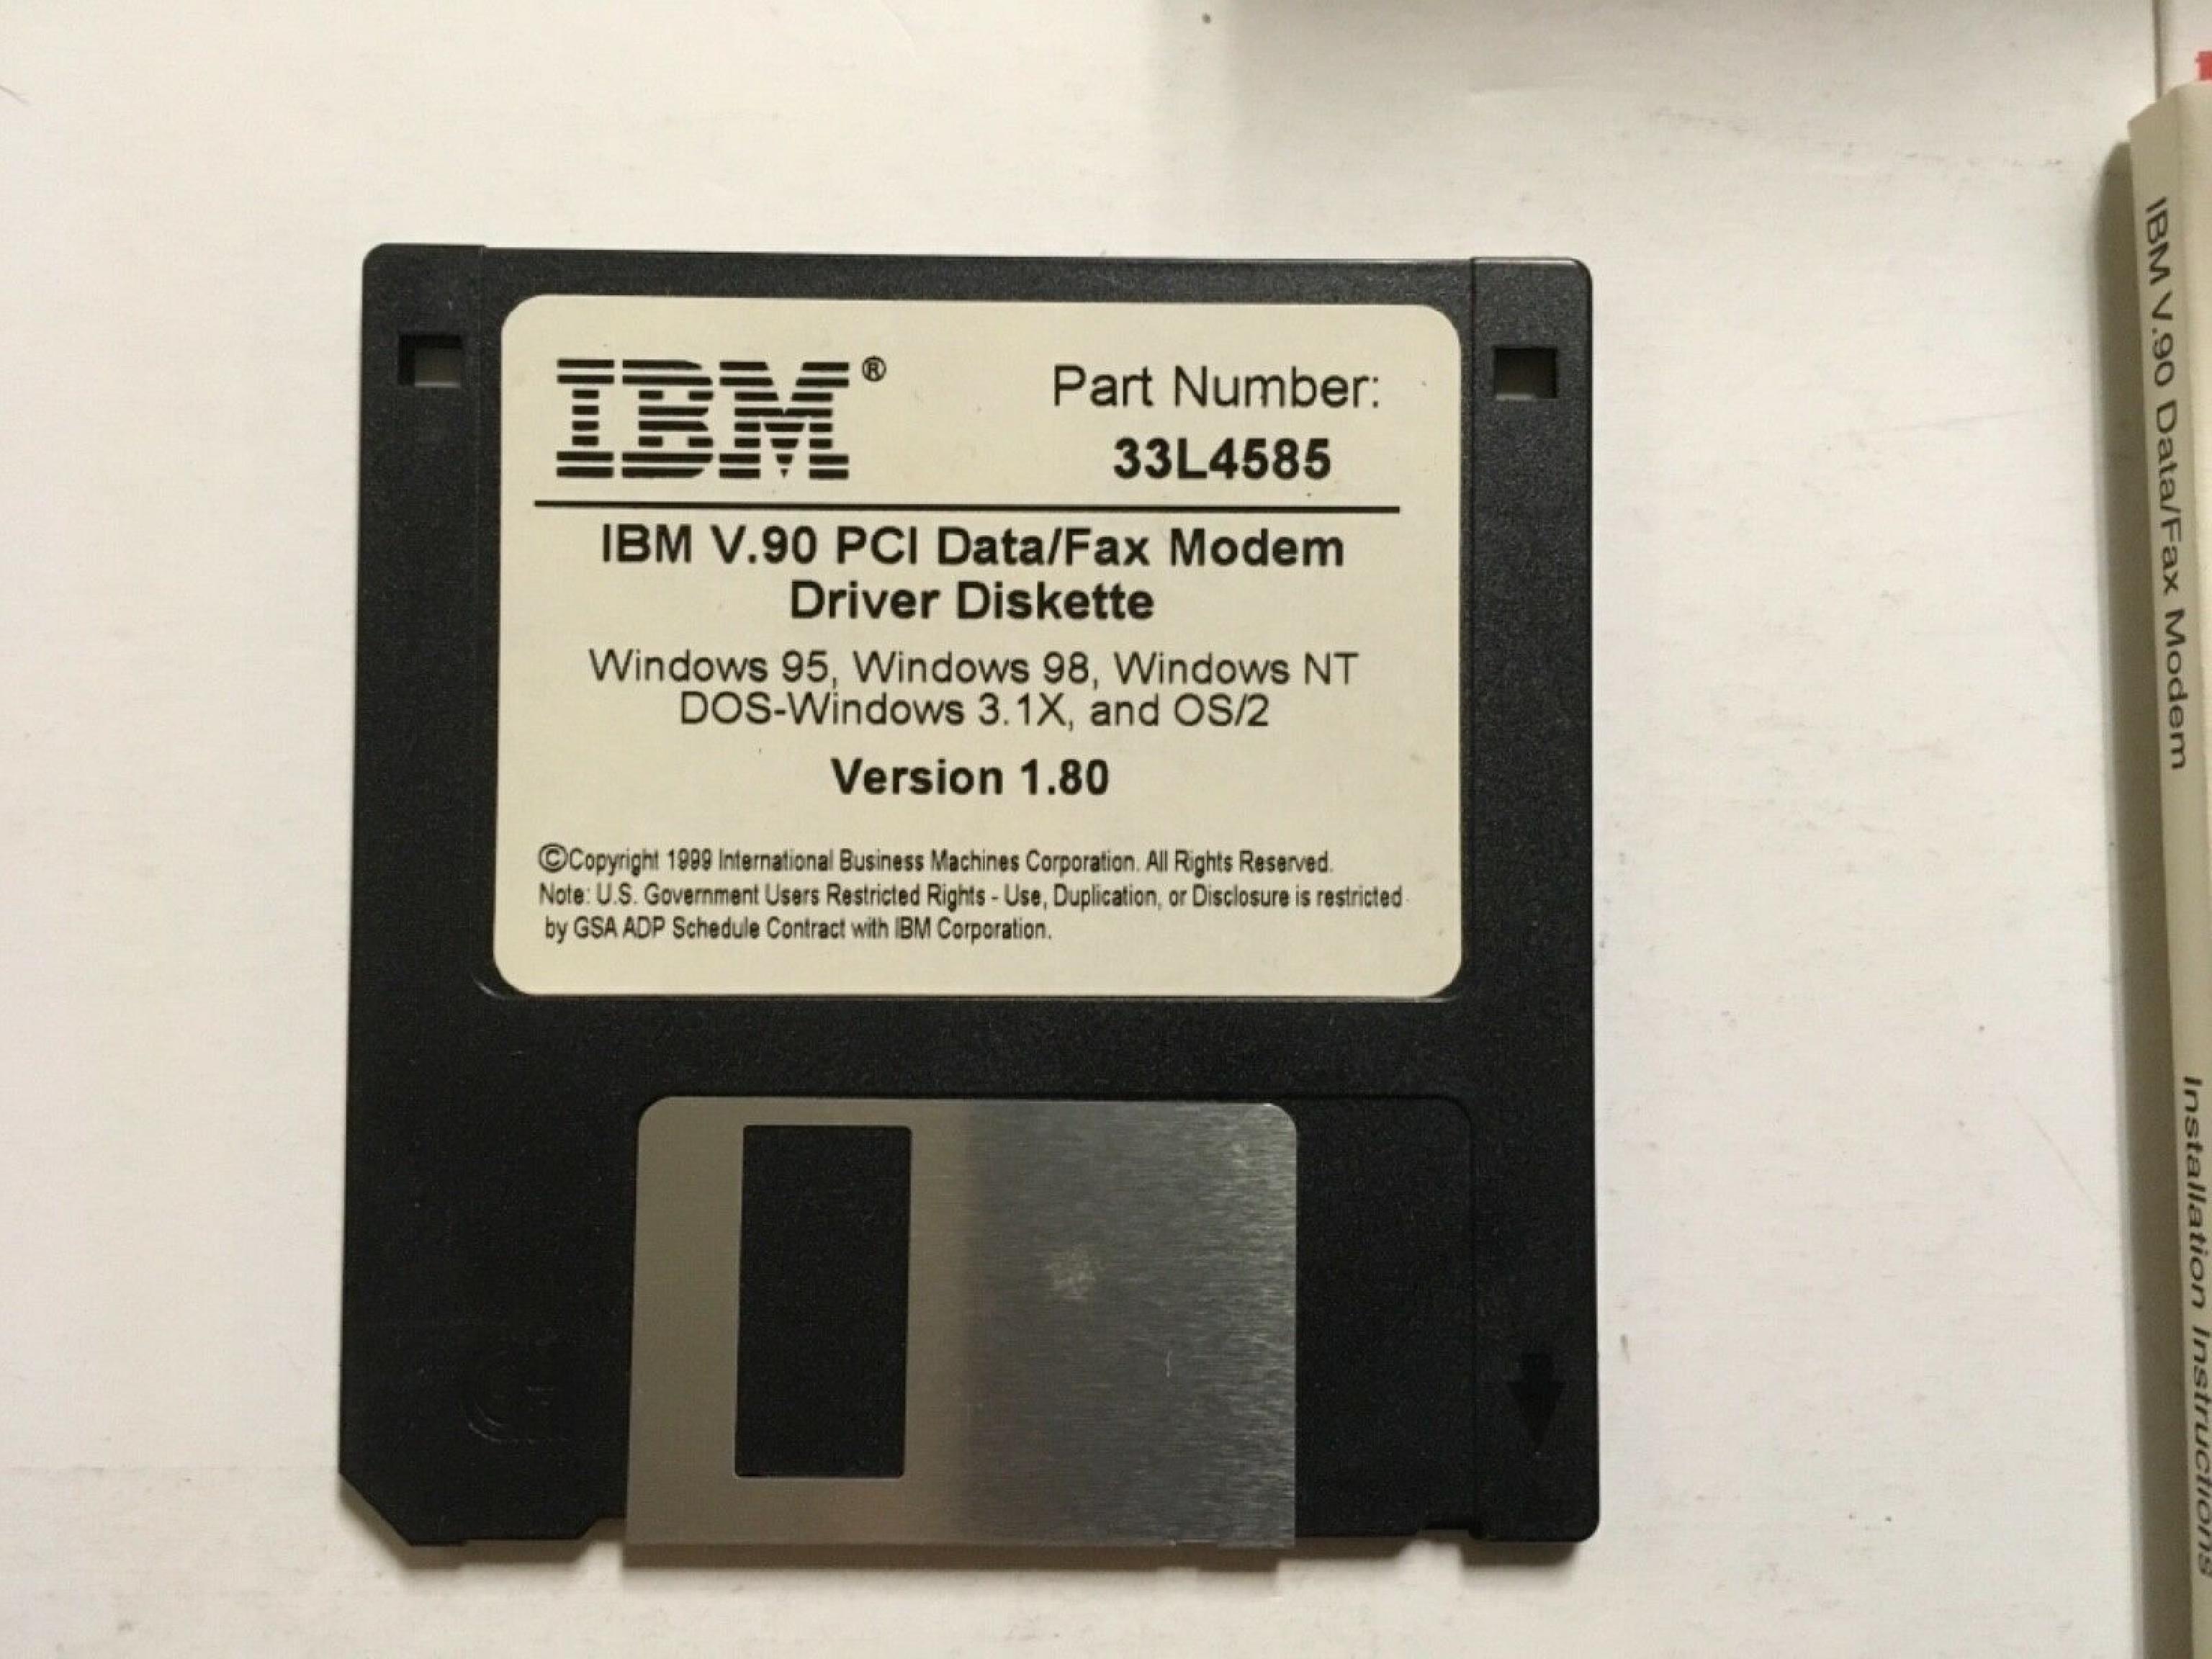 IBM®
Part Number:
33L4585
IBM V.90 PCI Data/Fax Modem
Driver Diskette
Windows 95, Windows 98, Windows NT
DOS-Windows 3.1X, and OS/2
Version 1.80
©Copyright 1999 International Business Machines Corporation. All Rights Reserved.
Note: U.S. Government Users Restricted Rights - Use, Duplication, or Disclosure is restricted
by GSA ADP Schedule Contract with IBM Corporation.
IBM V.90 Data/Fax Modem
Installation Instructions